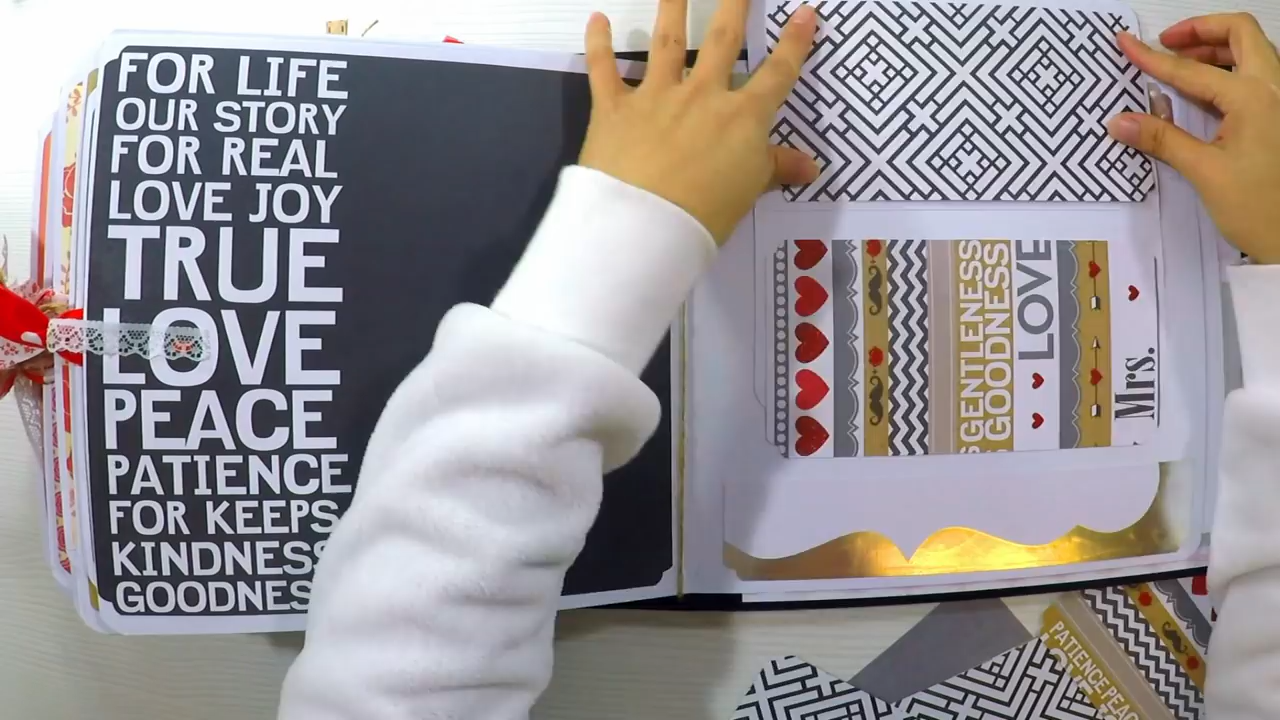 FOR LIFE
OUR STORY
FOR REAL
LOVE JOY
TRUE
LOVE
PEACE
PATIENCE
FOR KEEPS
KINDNESS
GOODNESS
GENTLENESS
GOODNESS
LOVE
Mrs.
PATIENCE